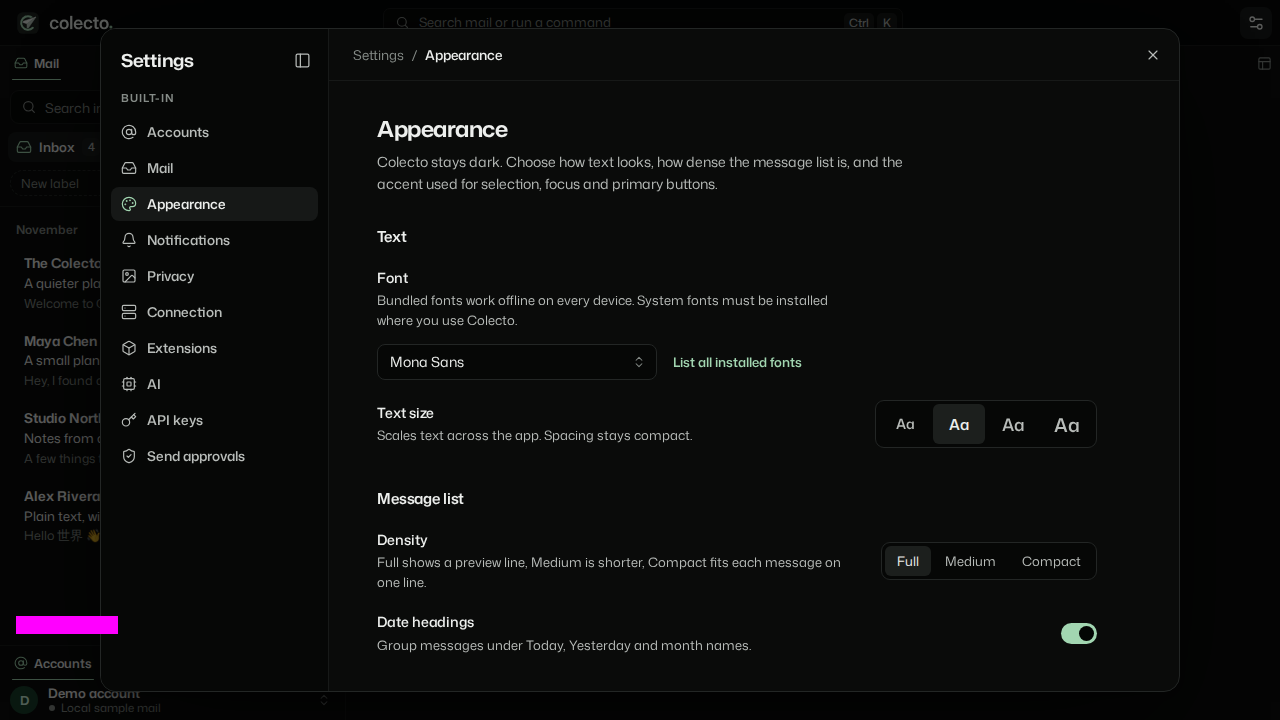 colecto.
Search mail or run a command
Ctrl K
Mail
Search in
Inbox 4
New label
November
The Colecto
A quieter pla
Welcome to C
Maya Chen
A small plan
Hey, I found a
Studio North
Notes from
A few things
Alex Rivera
Plain text, wi
Hello 世界 👋
Accounts
D
Demo account
Local sample mail
Settings
BUILT-IN
Accounts
Mail
Appearance
Notifications
Privacy
Connection
Extensions
AI
API keys
Send approvals
Settings / Appearance
Appearance
Colecto stays dark. Choose how text looks, how dense the message list is, and the
accent used for selection, focus and primary buttons.
Text
Font
Bundled fonts work offline on every device. System fonts must be installed
where you use Colecto.
Mona Sans
List all installed fonts
Text size
Scales text across the app. Spacing stays compact.
Aa Aa Aa Aa
Message list
Density
Full shows a preview line, Medium is shorter, Compact fits each message on
one line.
Full Medium Compact
Date headings
Group messages under Today, Yesterday and month names.